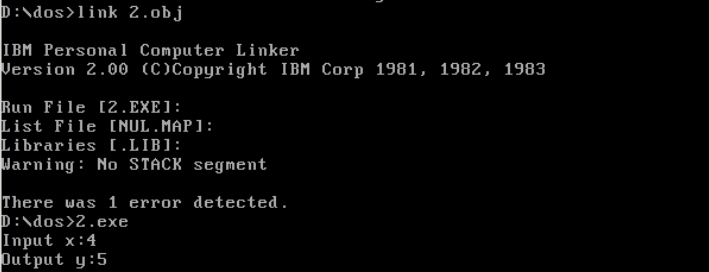 D:\dos>link 2.obj
IBM Personal Computer Linker
Version 2.00 (C)Copyright IBM Corp 1981, 1982, 1983
Run File [2.EXE]:
List File [NUL.MAP]:
Libraries [.LIB]:
Warning: No STACK segment
There was 1 error detected.
D:\dos>2.exe
Input x:4
Output y:5